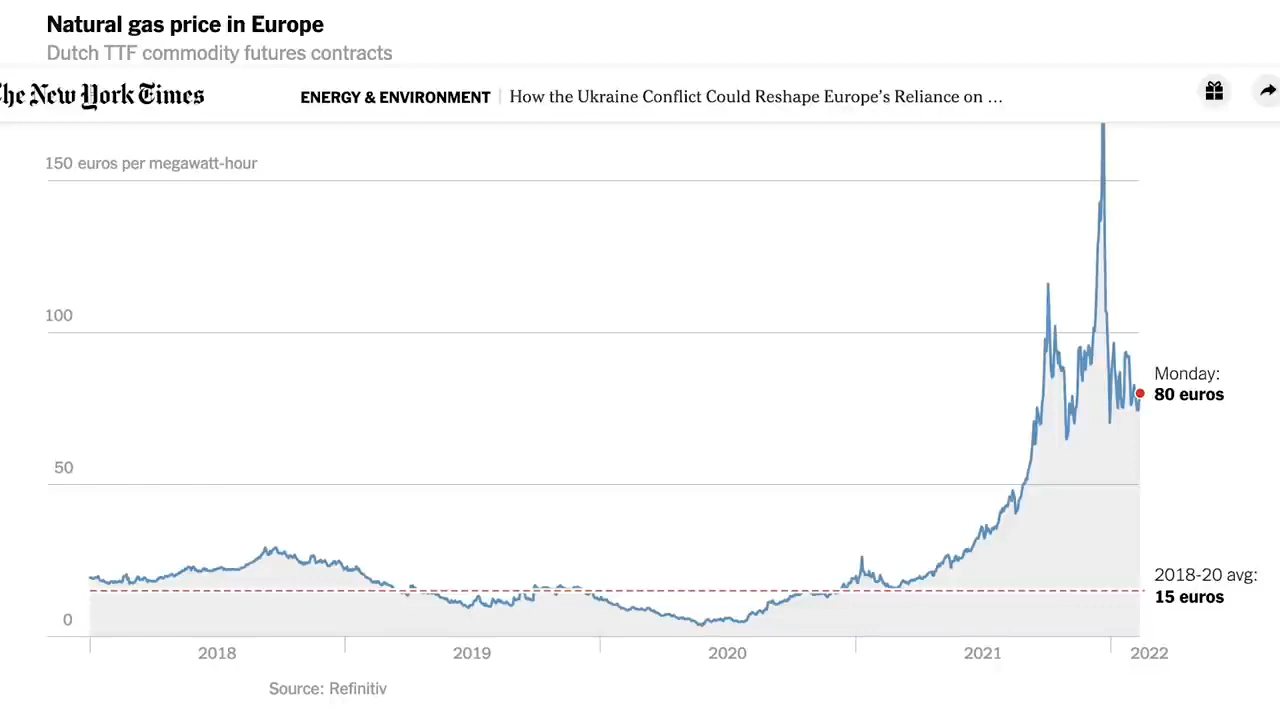 Natural gas price in Europe
Dutch TTF commodity futures contracts
he New York Times
ENERGY & ENVIRONMENT | How the Ukraine Conflict Could Reshape Europe's Reliance on …
150 euros per megawatt-hour
100
Monday:
80 euros
50
2018-20 avg:
15 euros
0
2018 2019 2020 2021 2022
Source: Refinitiv